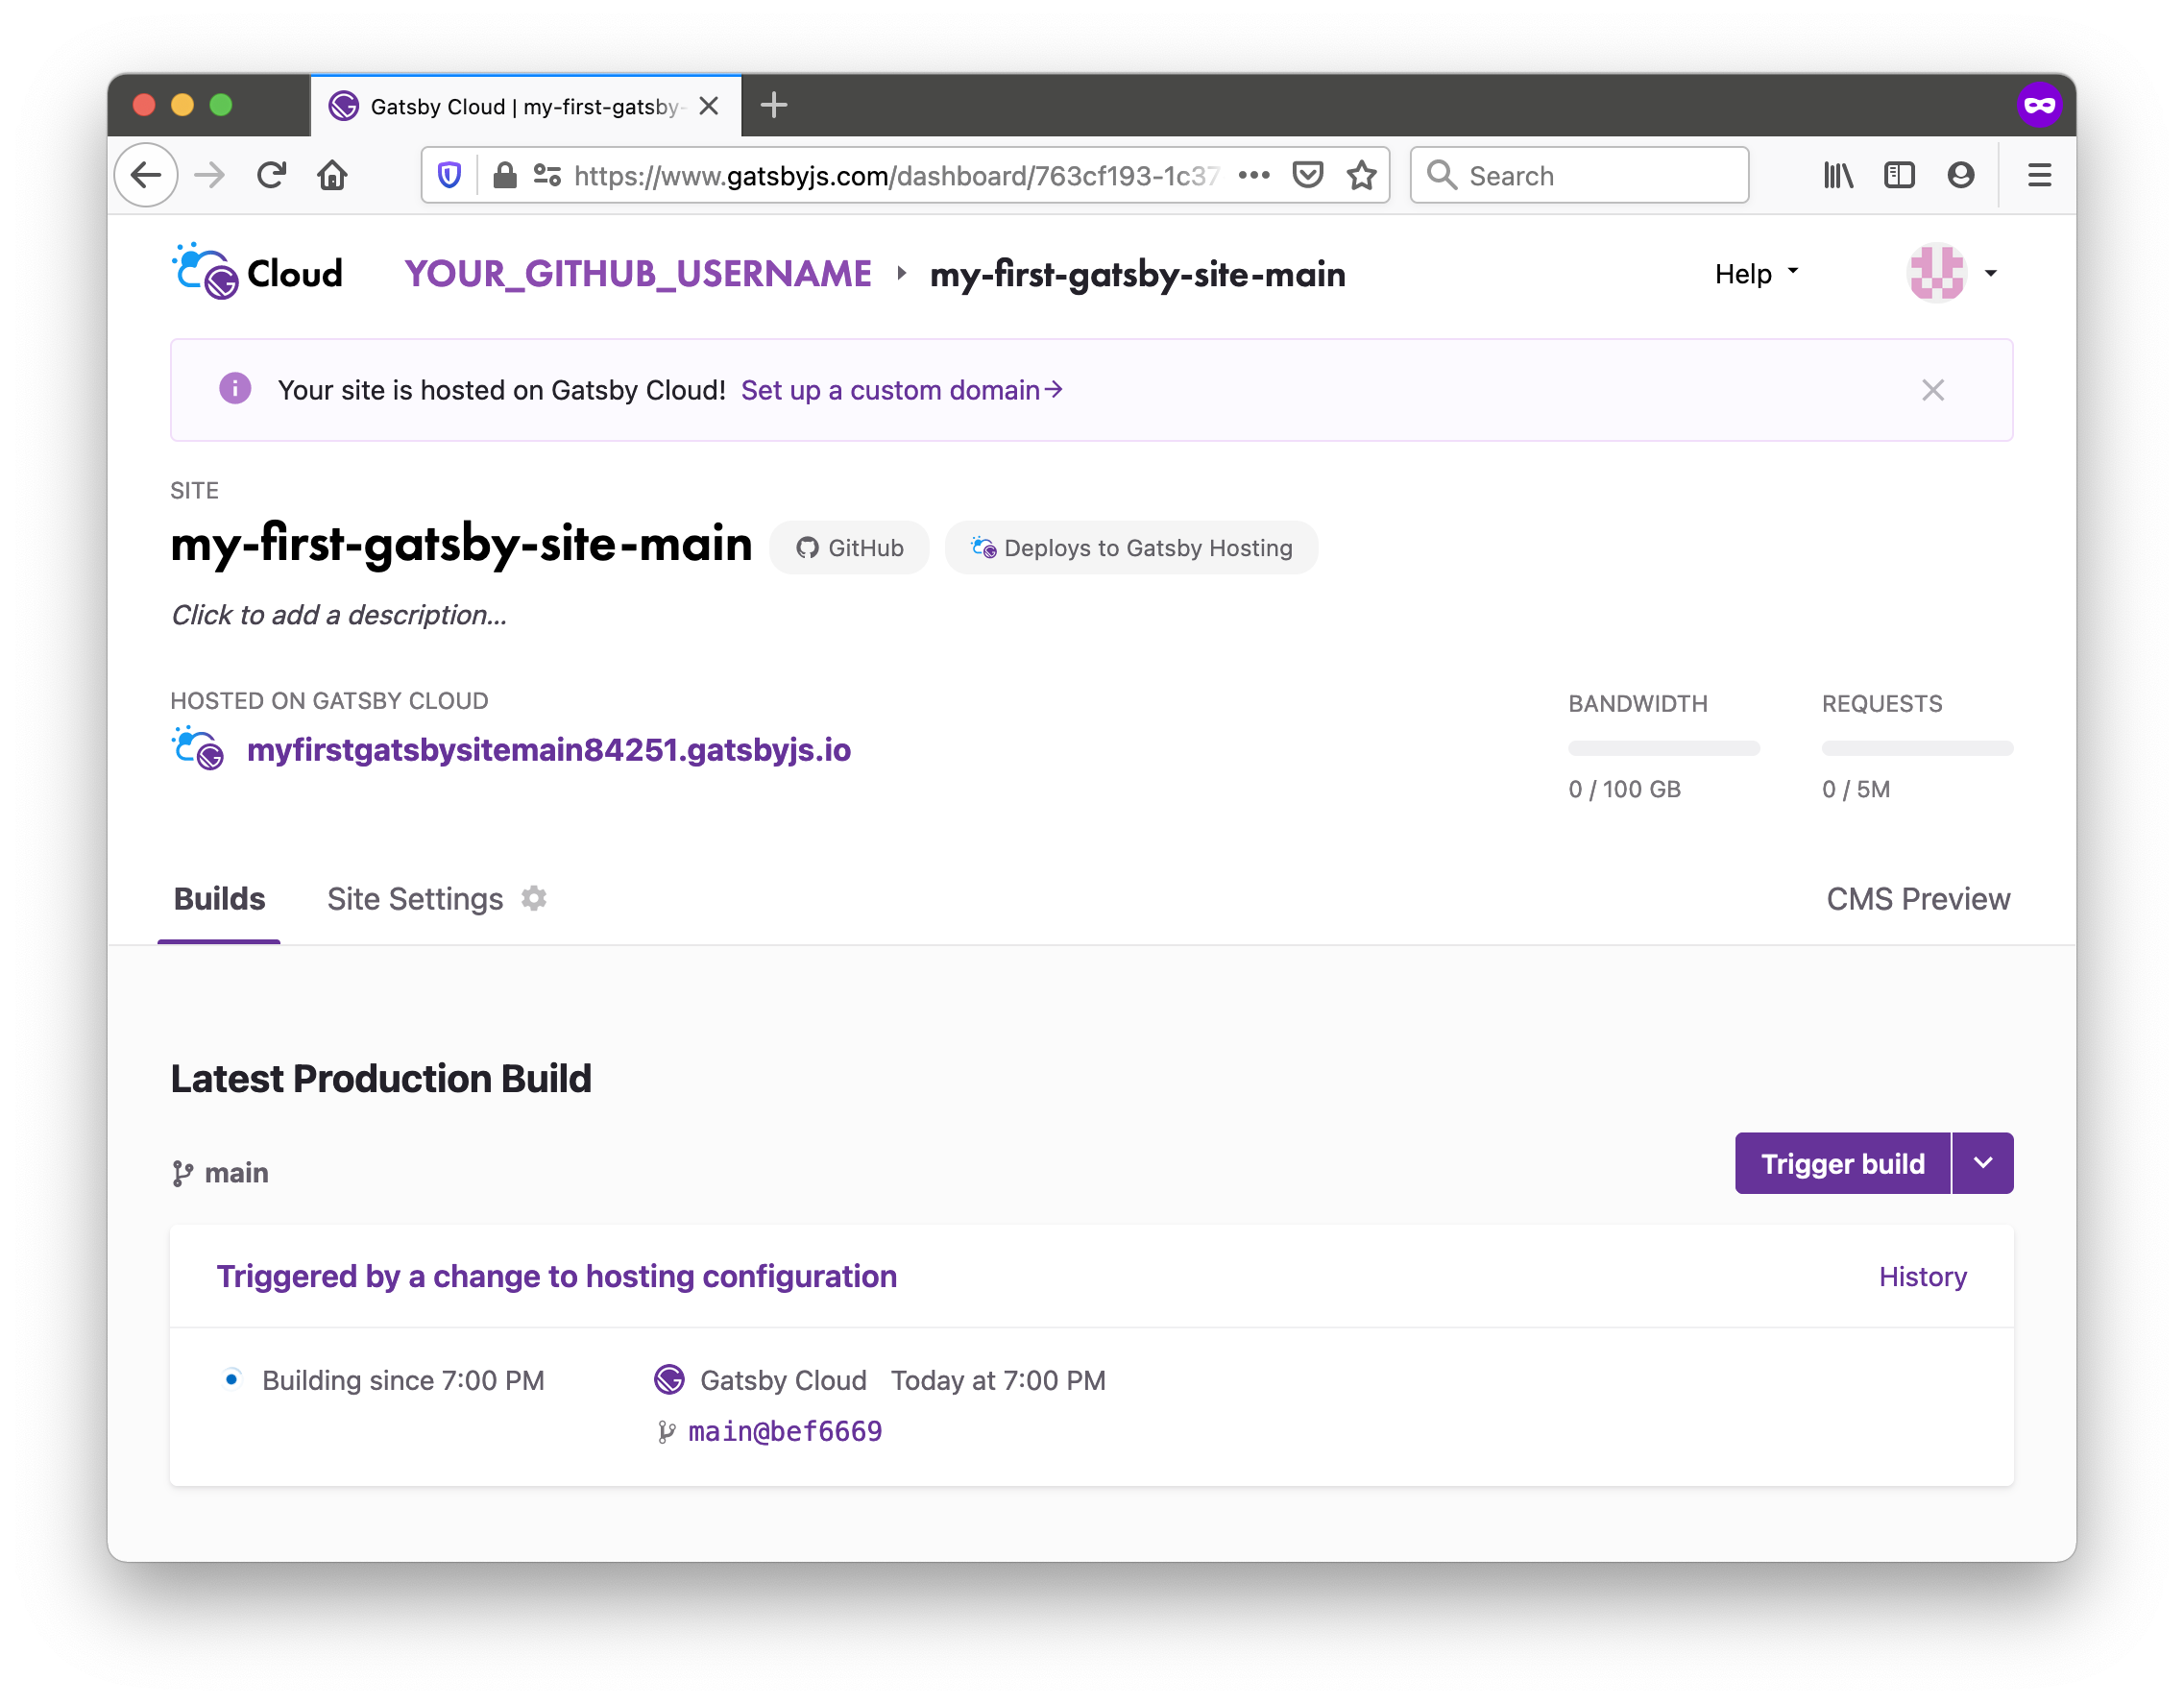 Gatsby Cloud | my-first-gatsby-
https://www.gatsbyjs.com/dashboard/763cf193-1c37
Search
Cloud
YOUR_GITHUB_USERNAME
my-first-gatsby-site-main
Help
Your site is hosted on Gatsby Cloud! Set up a custom domain→
SITE
my-first-gatsby-site-main
GitHub
Deploys to Gatsby Hosting
Click to add a description...
HOSTED ON GATSBY CLOUD
myfirstgatsbysitemain84251.gatsbyjs.io
BANDWIDTH
0 / 100 GB
REQUESTS
0 / 5M
Builds
Site Settings
CMS Preview
Latest Production Build
main
Trigger build
Triggered by a change to hosting configuration
History
Building since 7:00 PM
Gatsby Cloud Today at 7:00 PM
main@bef6669